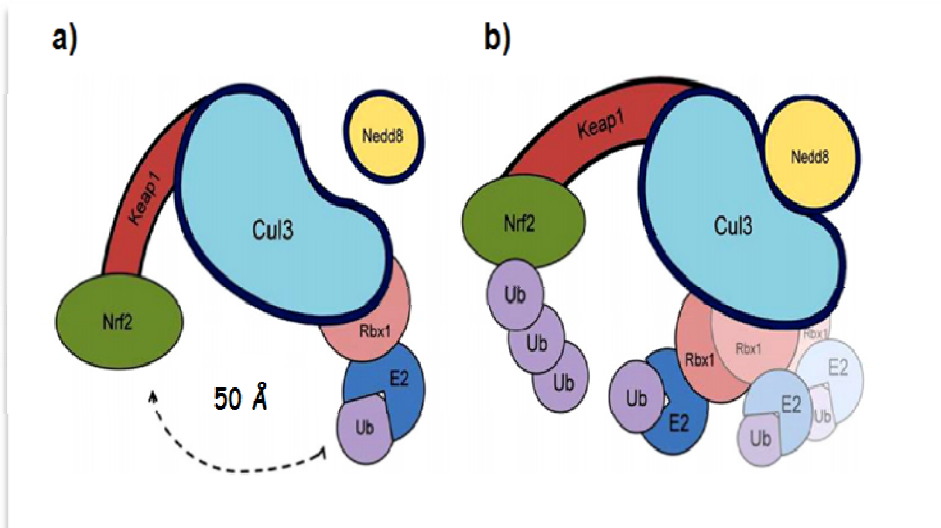 a)
Keap1
Nedd8
Cul3
Nrf2
Rbx1
50 Å
E2
Ub
b)
Keap1
Nedd8
Nrf2
Cul3
Ub
Ub
Ub
Rbx1
Rbx1
Rbx1
Ub
E2
E2
Ub
E2
Ub